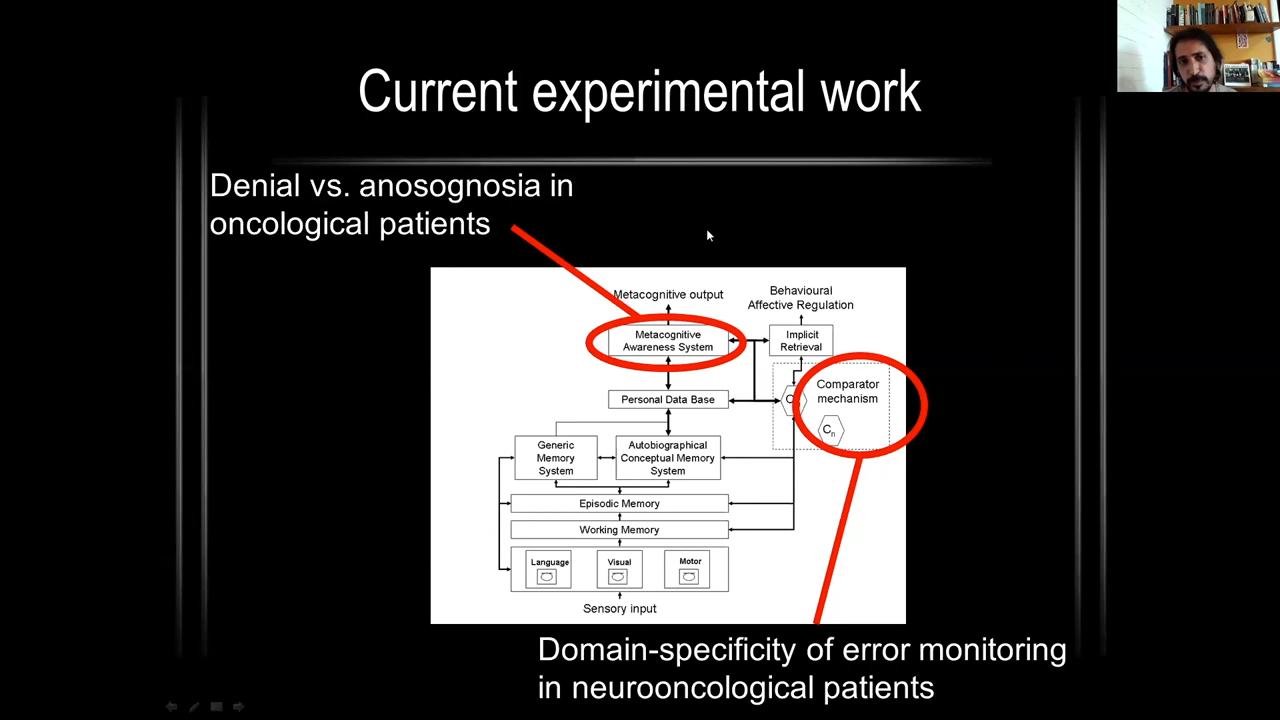 Current experimental work
Denial vs. anosognosia in
oncological patients
Metacognitive output
Behavioural
Affective Regulation
Metacognitive
Awareness System
Implicit
Retrieval
Comparator
mechanism
Personal Data Base
C
Cn
Generic
Memory
System
Autobiographical
Conceptual Memory
System
Episodic Memory
Working Memory
Language
Visual
Motor
Sensory input
Domain-specificity of error monitoring
in neurooncological patients